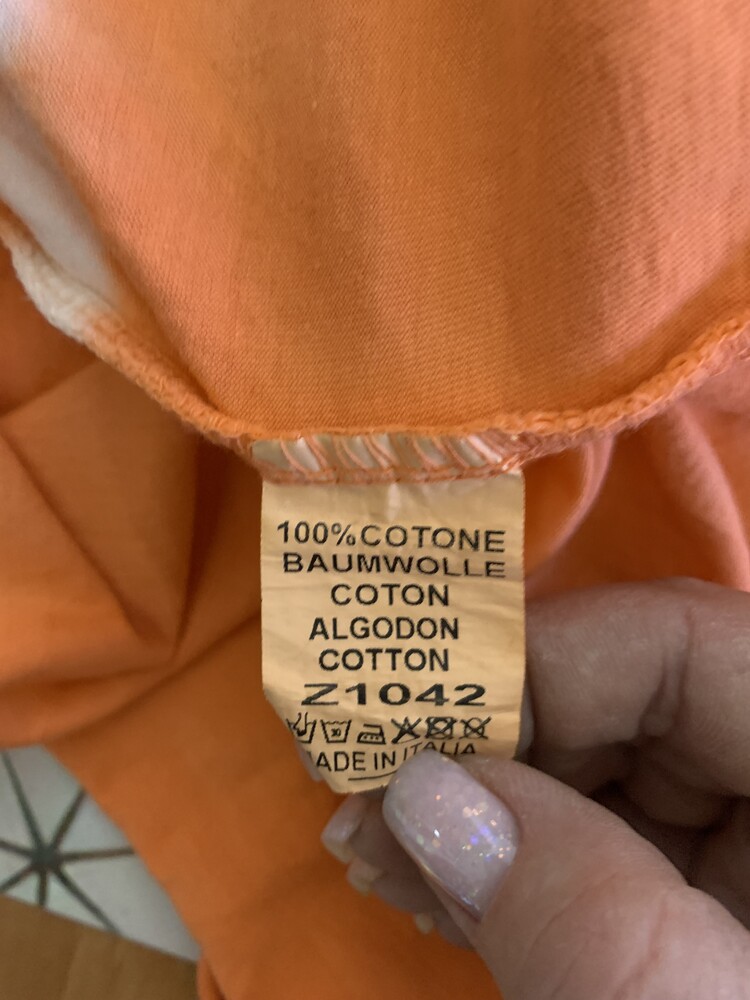 100%COTONE
BAUMWOLLE
COTON
ALGODON
COTTON
Z1042
MADE IN ITALIA